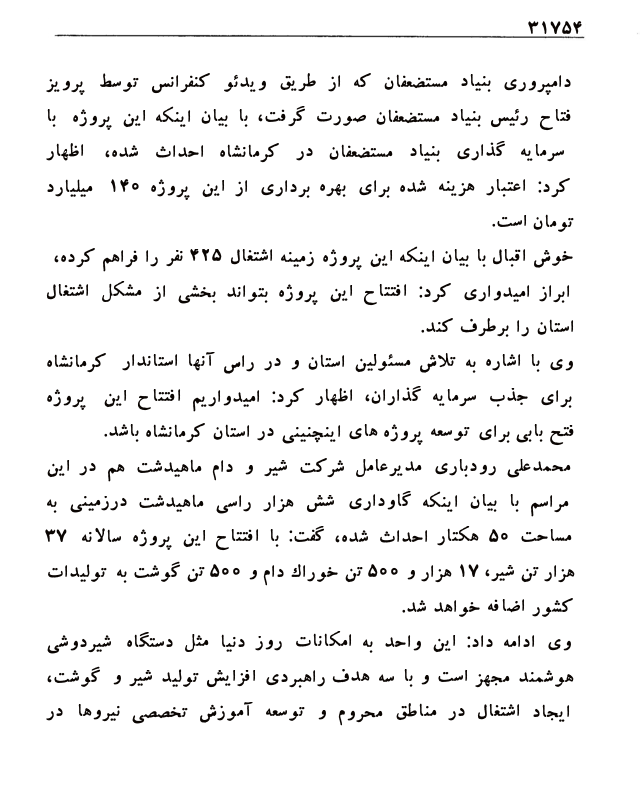 ۳۱۷۵۴
دامپروری بنیاد مستضعفان که از طریق ویدئو کنفرانس توسط پرویز
فتاح رئیس بنیاد مستضعفان صورت گرفت، با بیان اینکه این پروژه با
سرمایه گذاری بنیاد مستضعفان در کرمانشاه احداث شده، اظهار
کرد: اعتبار هزینه شده برای بهره برداری از این پروژه ۱۴۰ میلیارد
تومان است.
خوش اقبال با بیان اینکه این پروژه زمینه اشتغال ۴۲۵ نفر را فراهم کرده،
ابراز امیدواری کرد: افتتاح این پروژه بتواند بخشی از مشکل اشتغال
استان را برطرف کند.
وی با اشاره به تلاش مسئولین استان و در راس آنها استاندار کرمانشاه
برای جذب سرمایه گذاران، اظهار کرد: امیدواریم افتتاح این پروژه
فتح بابی برای توسعه پروژه های اینچنینی در استان کرمانشاه باشد.
محمدعلی رودباری مدیرعامل شرکت شیر و دام ماهیدشت هم در این
مراسم با بیان اینکه گاوداری شش هزار راسی ماهیدشت درزمینی به
مساحت ۵۰ هکتار احداث شده، گفت: با افتتاح این پروژه سالانه ۳۷
هزار تن شیر، ۱۷ هزار و ۵۰۰ تن خوراک دام و ۵۰۰ تن گوشت به تولیدات
کشور اضافه خواهد شد.
وی ادامه داد: این واحد به امکانات روز دنیا مثل دستگاه شیردوشی
هوشمند مجهز است و با سه هدف راهبردی افزایش تولید شیر و گوشت،
ایجاد اشتغال در مناطق محروم و توسعه آموزش تخصصی نیروها در